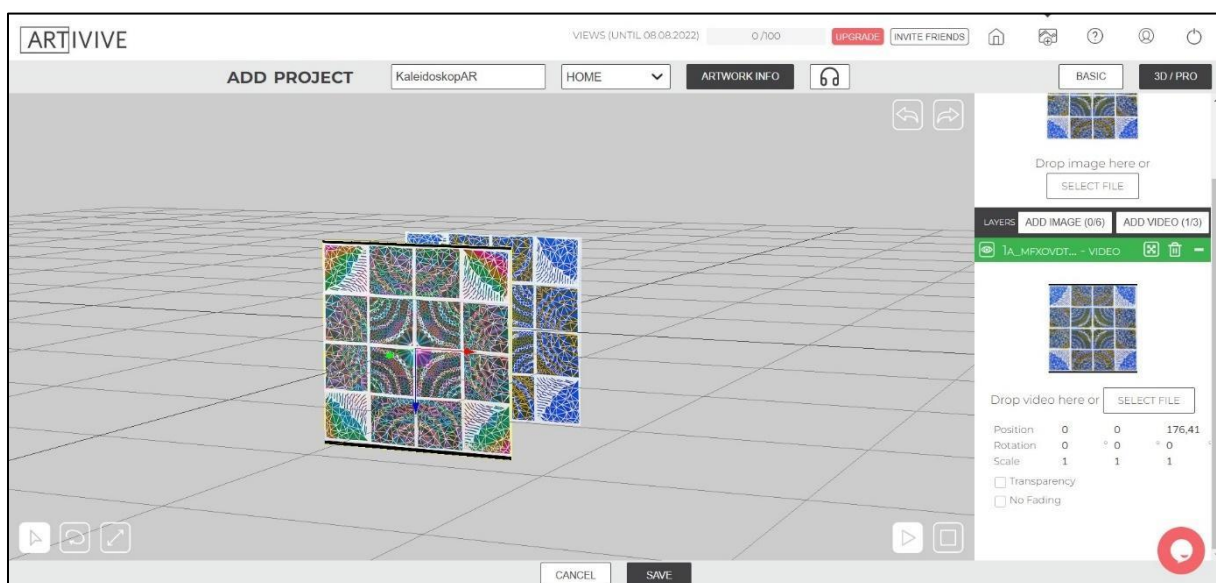 ARTIVIVE
VIEWS (UNTIL 08.08.2022) 0 /100 UPGRADE INVITE FRIENDS
ADD PROJECT KaleidoskopAR HOME ARTWORK INFO BASIC 3D / PRO
Drop image here or
SELECT FILE
LAYERS ADD IMAGE (0/6) ADD VIDEO (1/3)
1A_MFXOVDT... - VIDEO
Drop video here or SELECT FILE
Position 0 0 176,41
Rotation 0 ° 0 ° 0 °
Scale 1 1 1
Transparency
No Fading
CANCEL SAVE